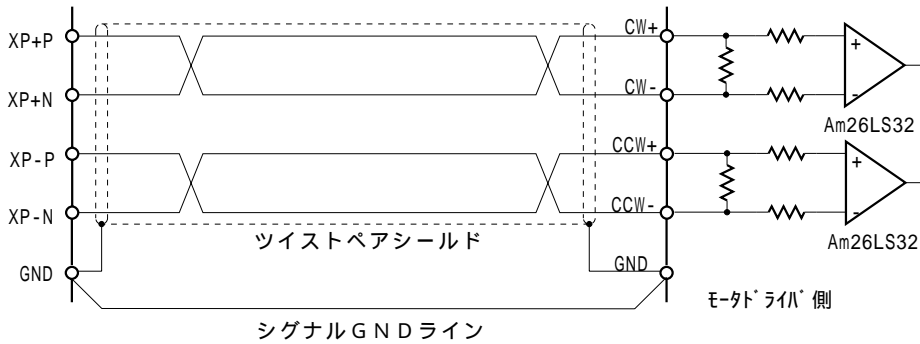 XP+P
CW+
XP+N
CW-
+
-
Am26LS32
XP-P
CCW+
XP-N
CCW-
+
-
Am26LS32
ツイストペアシールド
GND
GND
ﾓｰﾀﾄﾞﾗｲﾊﾞ側
シグナルＧＮＤライン